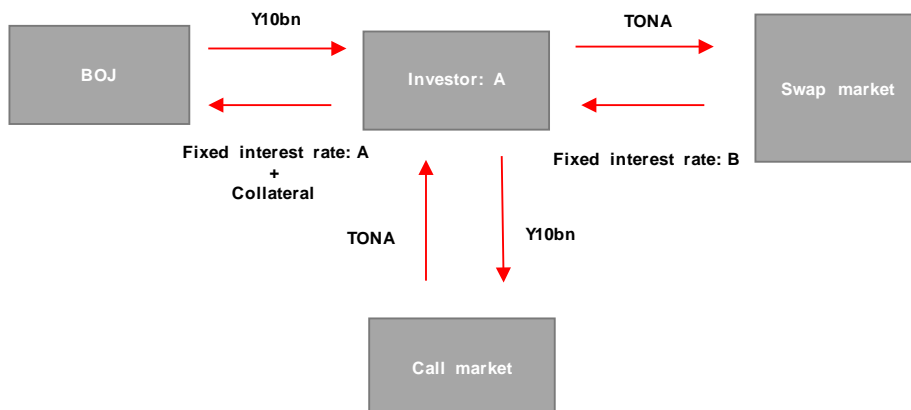 Y10bn
TONA
BOJ
Investor: A
Swap market
Fixed interest rate: A
+
Collateral
Fixed interest rate: B
TONA
Y10bn
Call market